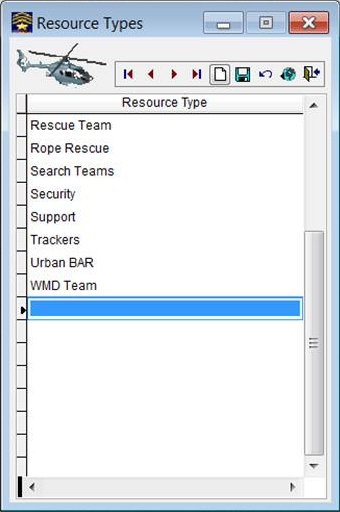 Resource Types
Resource Type
Rescue Team
Rope Rescue
Search Teams
Security
Support
Trackers
Urban BAR
WMD Team